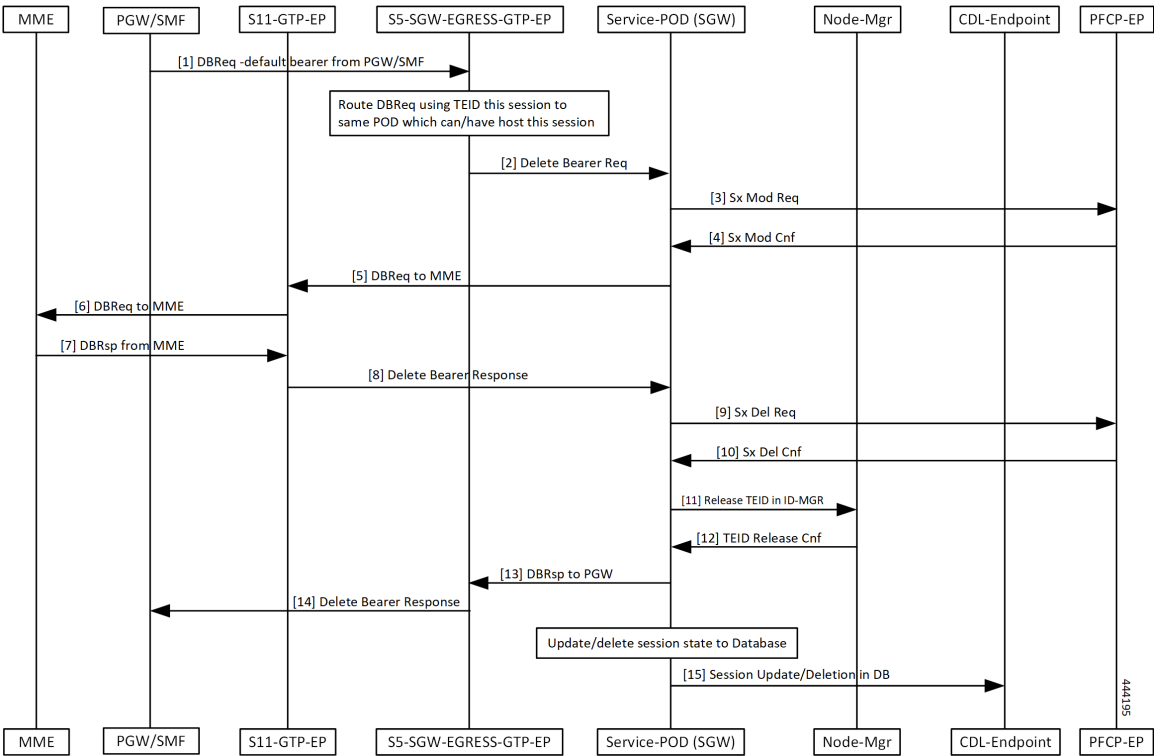 MME
PGW/SMF
S11-GTP-EP
S5-SGW-EGRESS-GTP-EP
Service-POD (SGW)
Node-Mgr
CDL-Endpoint
PFCP-EP
[1] DBReq -default bearer from PGW/SMF
Route DBReq using TEID this session to
same POD which can/have host this session
[2] Delete Bearer Req
[3] Sx Mod Req
[4] Sx Mod Cnf
[5] DBReq to MME
[6] DBReq to MME
[7] DBRsp from MME
[8] Delete Bearer Response
[9] Sx Del Req
[10] Sx Del Cnf
[11] Release TEID in ID-MGR
[12] TEID Release Cnf
[13] DBRsp to PGW
[14] Delete Bearer Response
Update/delete session state to Database
[15] Session Update/Deletion in DB
444195
MME
PGW/SMF
S11-GTP-EP
S5-SGW-EGRESS-GTP-EP
Service-POD (SGW)
Node-Mgr
CDL-Endpoint
PFCP-EP